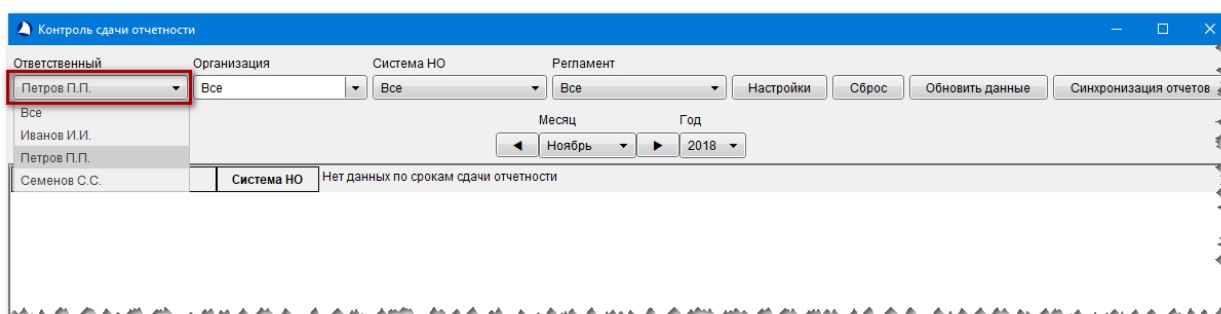 Контроль сдачи отчетности
Ответственный Организация Система НО Регламент
Петров П.П. Все Все Все Настройки Сброс Обновить данные Синхронизация отчетов
Все
Иванов И.И.
Петров П.П.
Семенов С.С.
Месяц Год
Ноябрь 2018
Система НО Нет данных по срокам сдачи отчетности